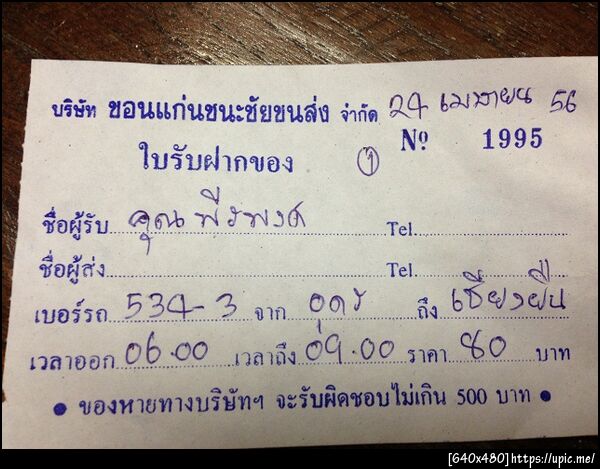 บริษัท ขอนแก่นชนะชัยขนส่ง จำกัด 24 เมษายน 56
ใบรับฝากของ ① Nº 1995
ชื่อผู้รับ คุณ พีรพงศ์ Tel.
ชื่อผู้ส่ง Tel.
เบอร์รถ 534-3 จาก อุดร ถึง เชียงยืน
เวลาออก 06.00 เวลาถึง 09.00 ราคา 80 บาท
● ของหายทางบริษัทฯ จะรับผิดชอบไม่เกิน 500 บาท ●
[640x480]https://upic.me/